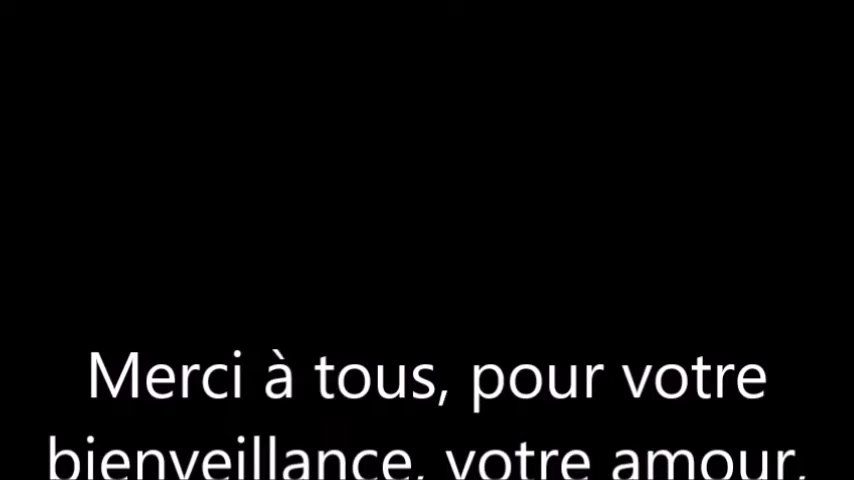 Merci à tous, pour votre
bienveillance, votre amour,